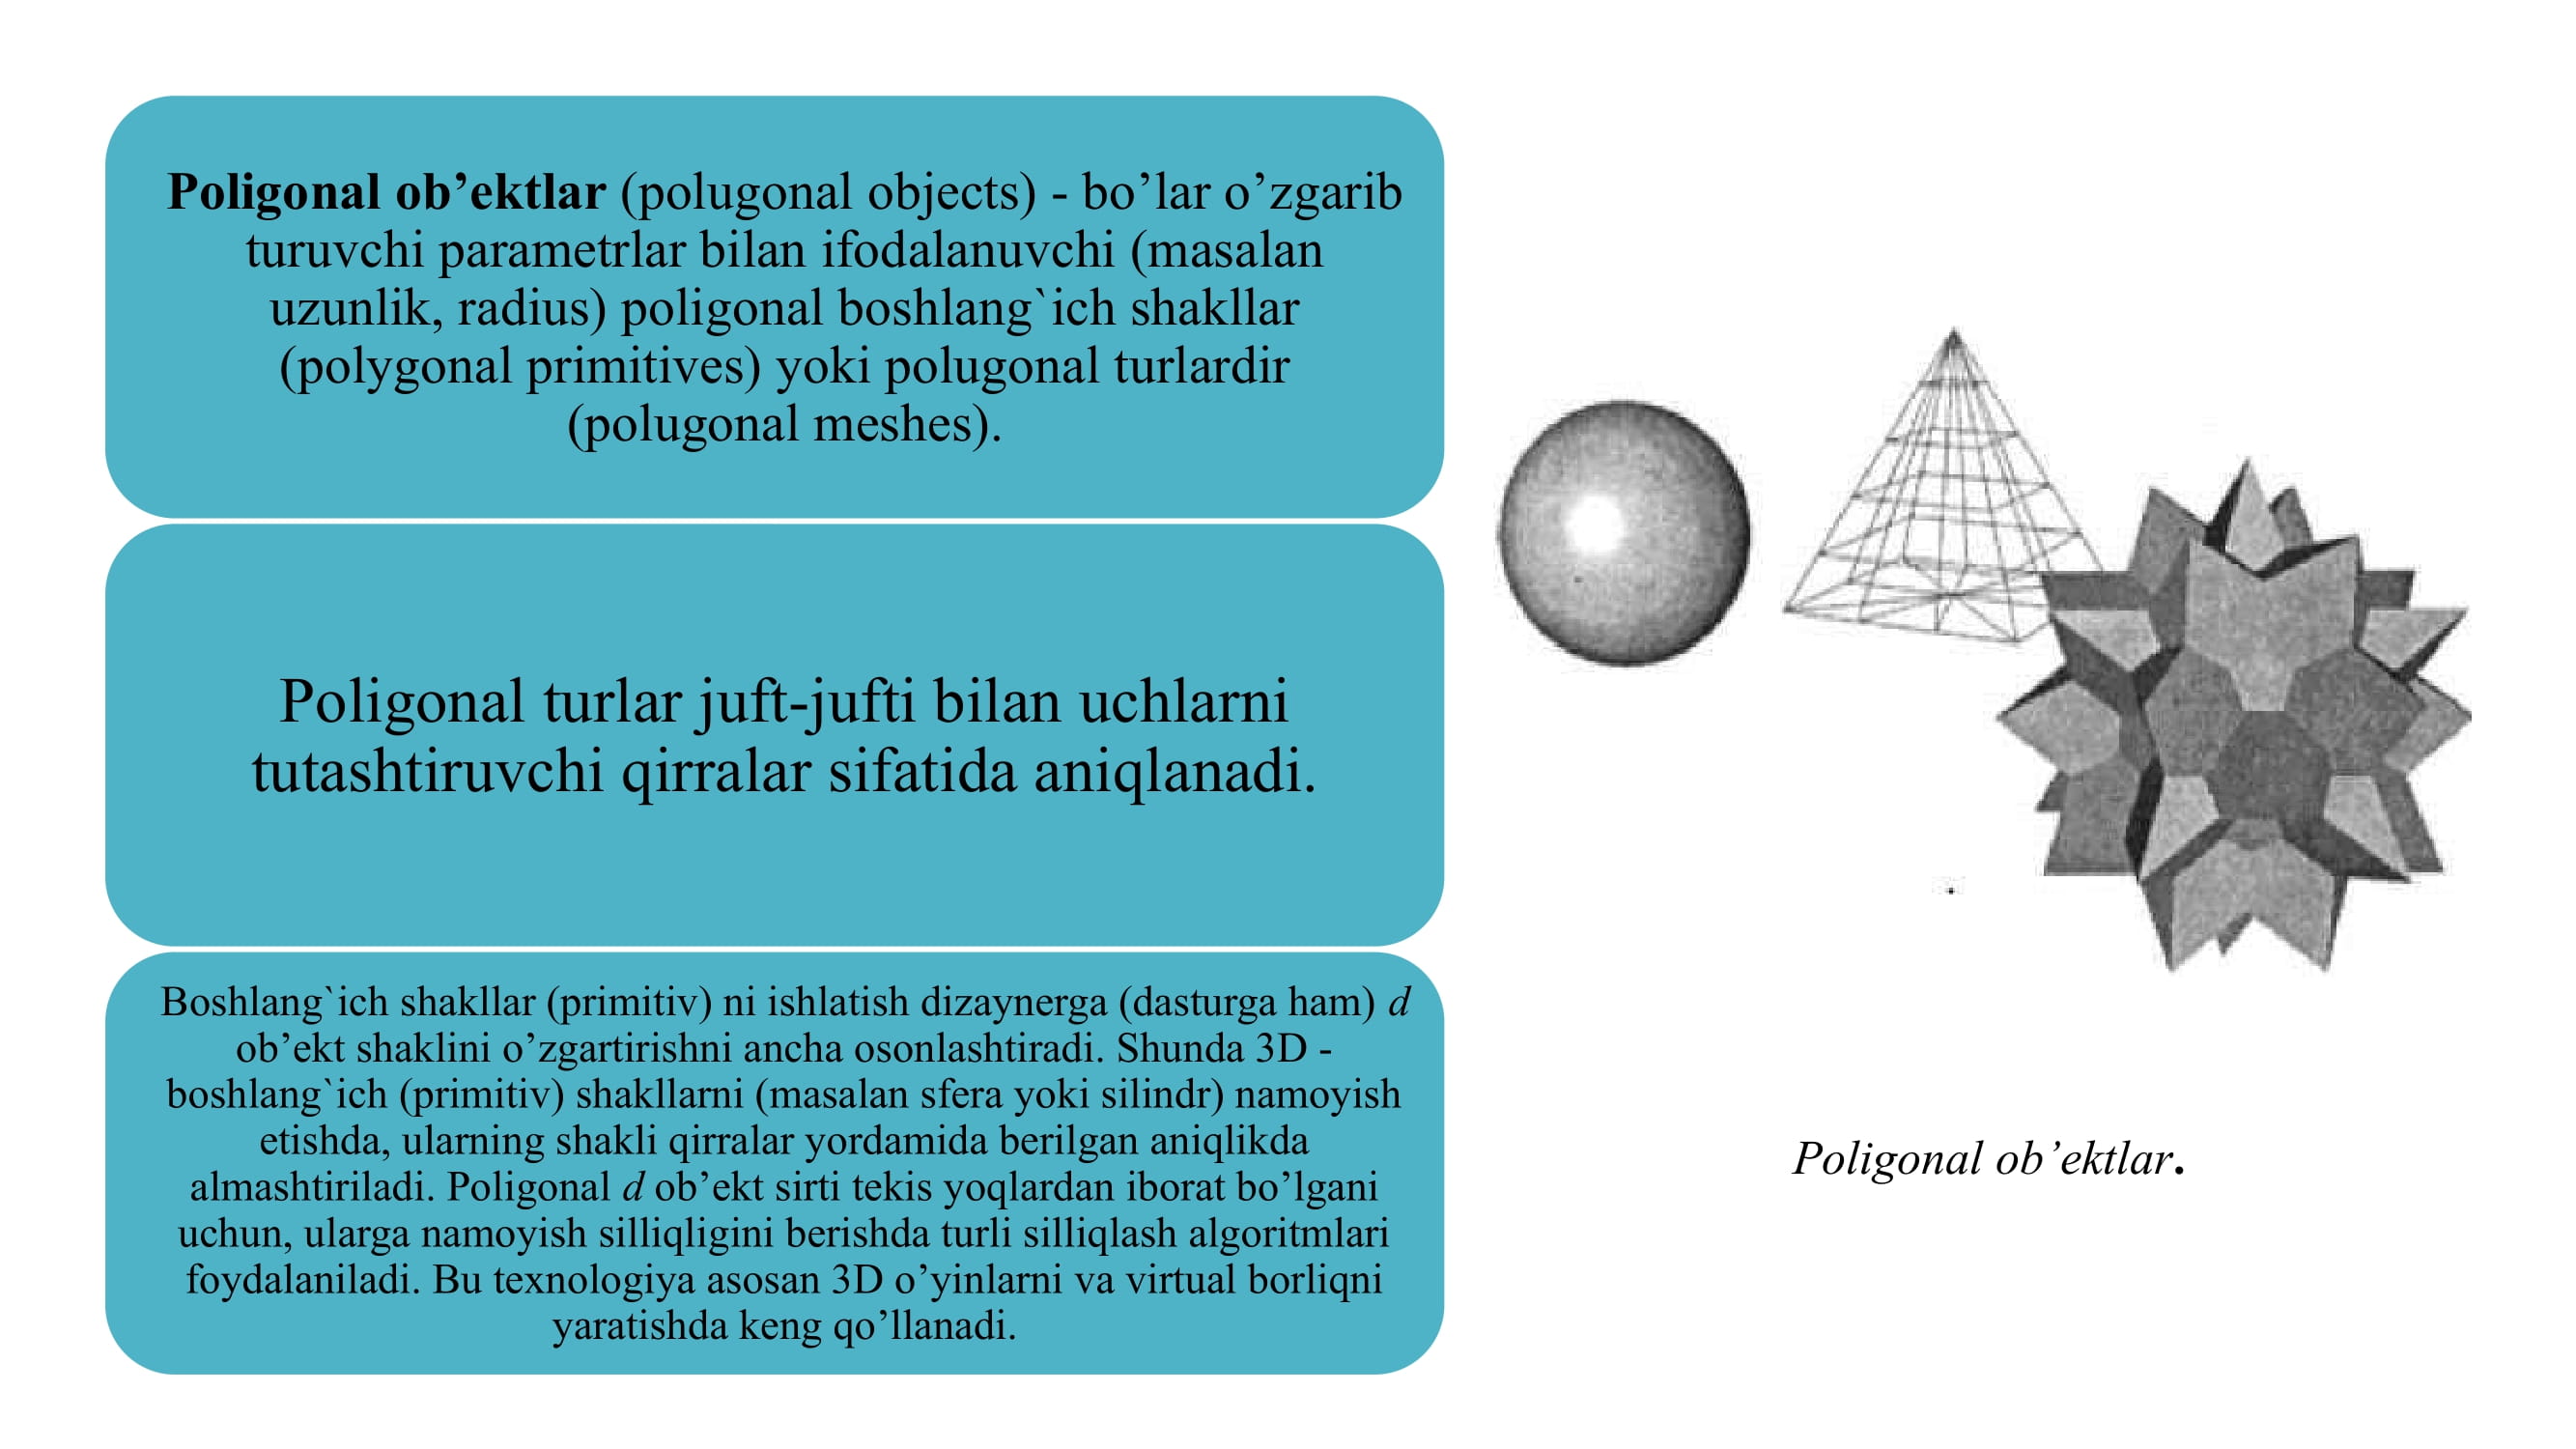 Poligonal ob’ektlar (polugonal objects) - bo’lar o’zgarib
turuvchi parametrlar bilan ifodalanuvchi (masalan
uzunlik, radius) poligonal boshlang`ich shakllar
(polygonal primitives) yoki polugonal turlardir
(polugonal meshes).
Poligonal turlar juft-jufti bilan uchlarni
tutashtiruvchi qirralar sifatida aniqlanadi.
Boshlang`ich shakllar (primitiv) ni ishlatish dizaynerga (dasturga ham) d
ob’ekt shaklini o’zgartirishni ancha osonlashtiradi. Shunda 3D -
boshlang`ich (primitiv) shakllarni (masalan sfera yoki silindr) namoyish
etishda, ularning shakli qirralar yordamida berilgan aniqlikda
almashtiriladi. Poligonal d ob’ekt sirti tekis yoqlardan iborat bo’lgani
uchun, ularga namoyish silliqligini berishda turli silliqlash algoritmlari
foydalaniladi. Bu texnologiya asosan 3D o’yinlarni va virtual borliqni
yaratishda keng qo’llanadi.
Poligonal ob’ektlar.